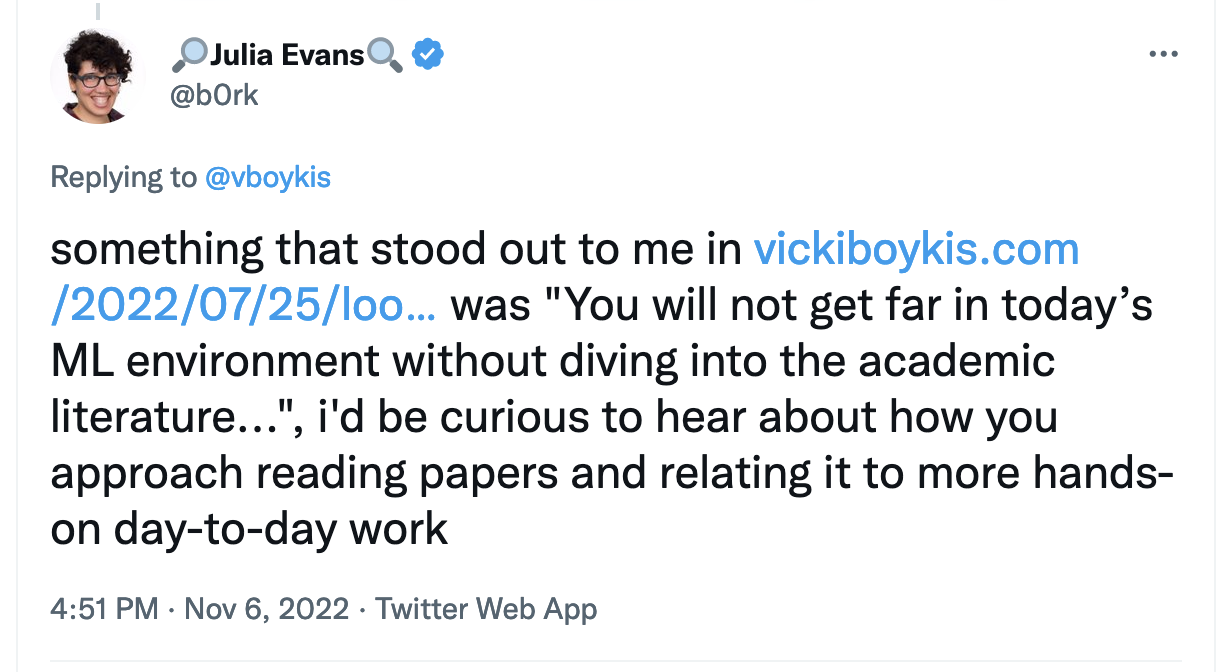 🔎Julia Evans🔍
@b0rk
Replying to @vboykis
something that stood out to me in vickiboykis.com
/2022/07/25/loo… was "You will not get far in today’s
ML environment without diving into the academic
literature…", i'd be curious to hear about how you
approach reading papers and relating it to more hands-
on day-to-day work
4:51 PM · Nov 6, 2022 · Twitter Web App